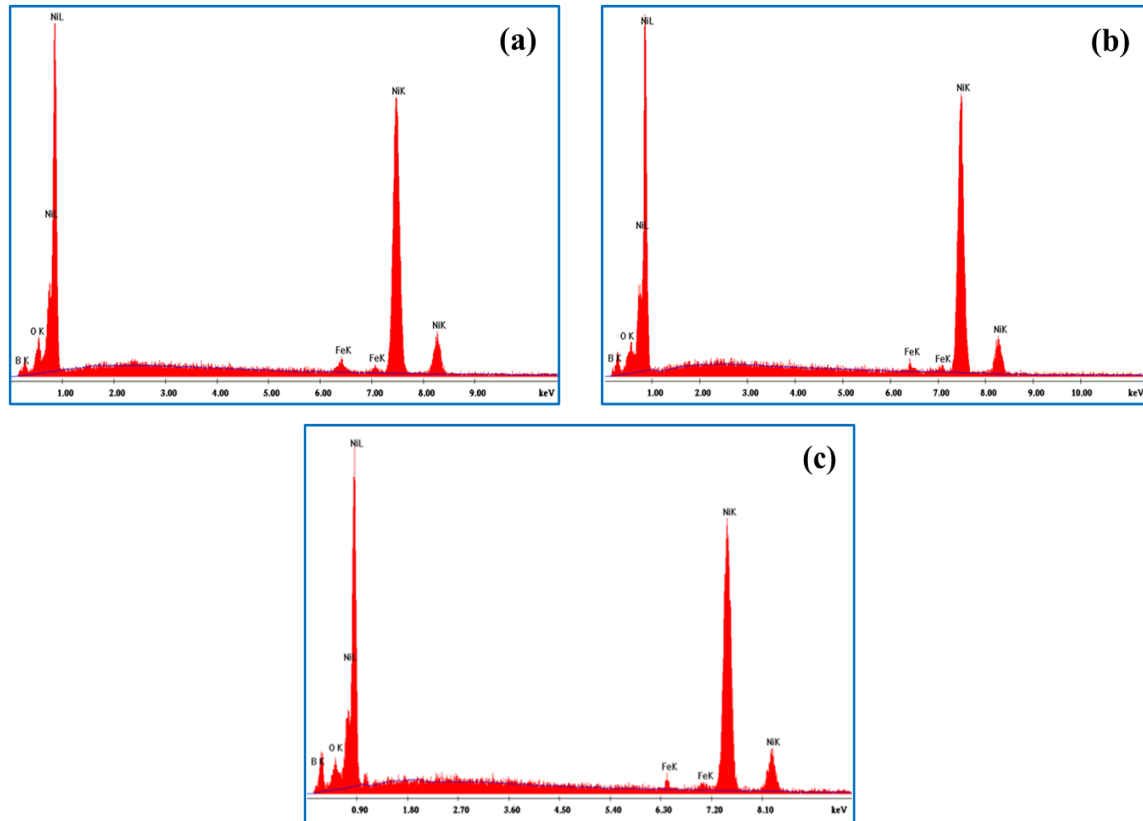 (a)
NiL
NiK
NiL
O K
B K
FeK
FeK
NiK
1.00 2.00 3.00 4.00 5.00 6.00 7.00 8.00 9.00 keV
(b)
NiL
NiK
NiL
O K
B K
FeK
FeK
NiK
1.00 2.00 3.00 4.00 5.00 6.00 7.00 8.00 9.00 10.00 keV
(c)
NiL
NiK
NiL
O K
B K
FeK
FeK
NiK
0.90 1.80 2.70 3.60 4.50 5.40 6.30 7.20 8.10 keV